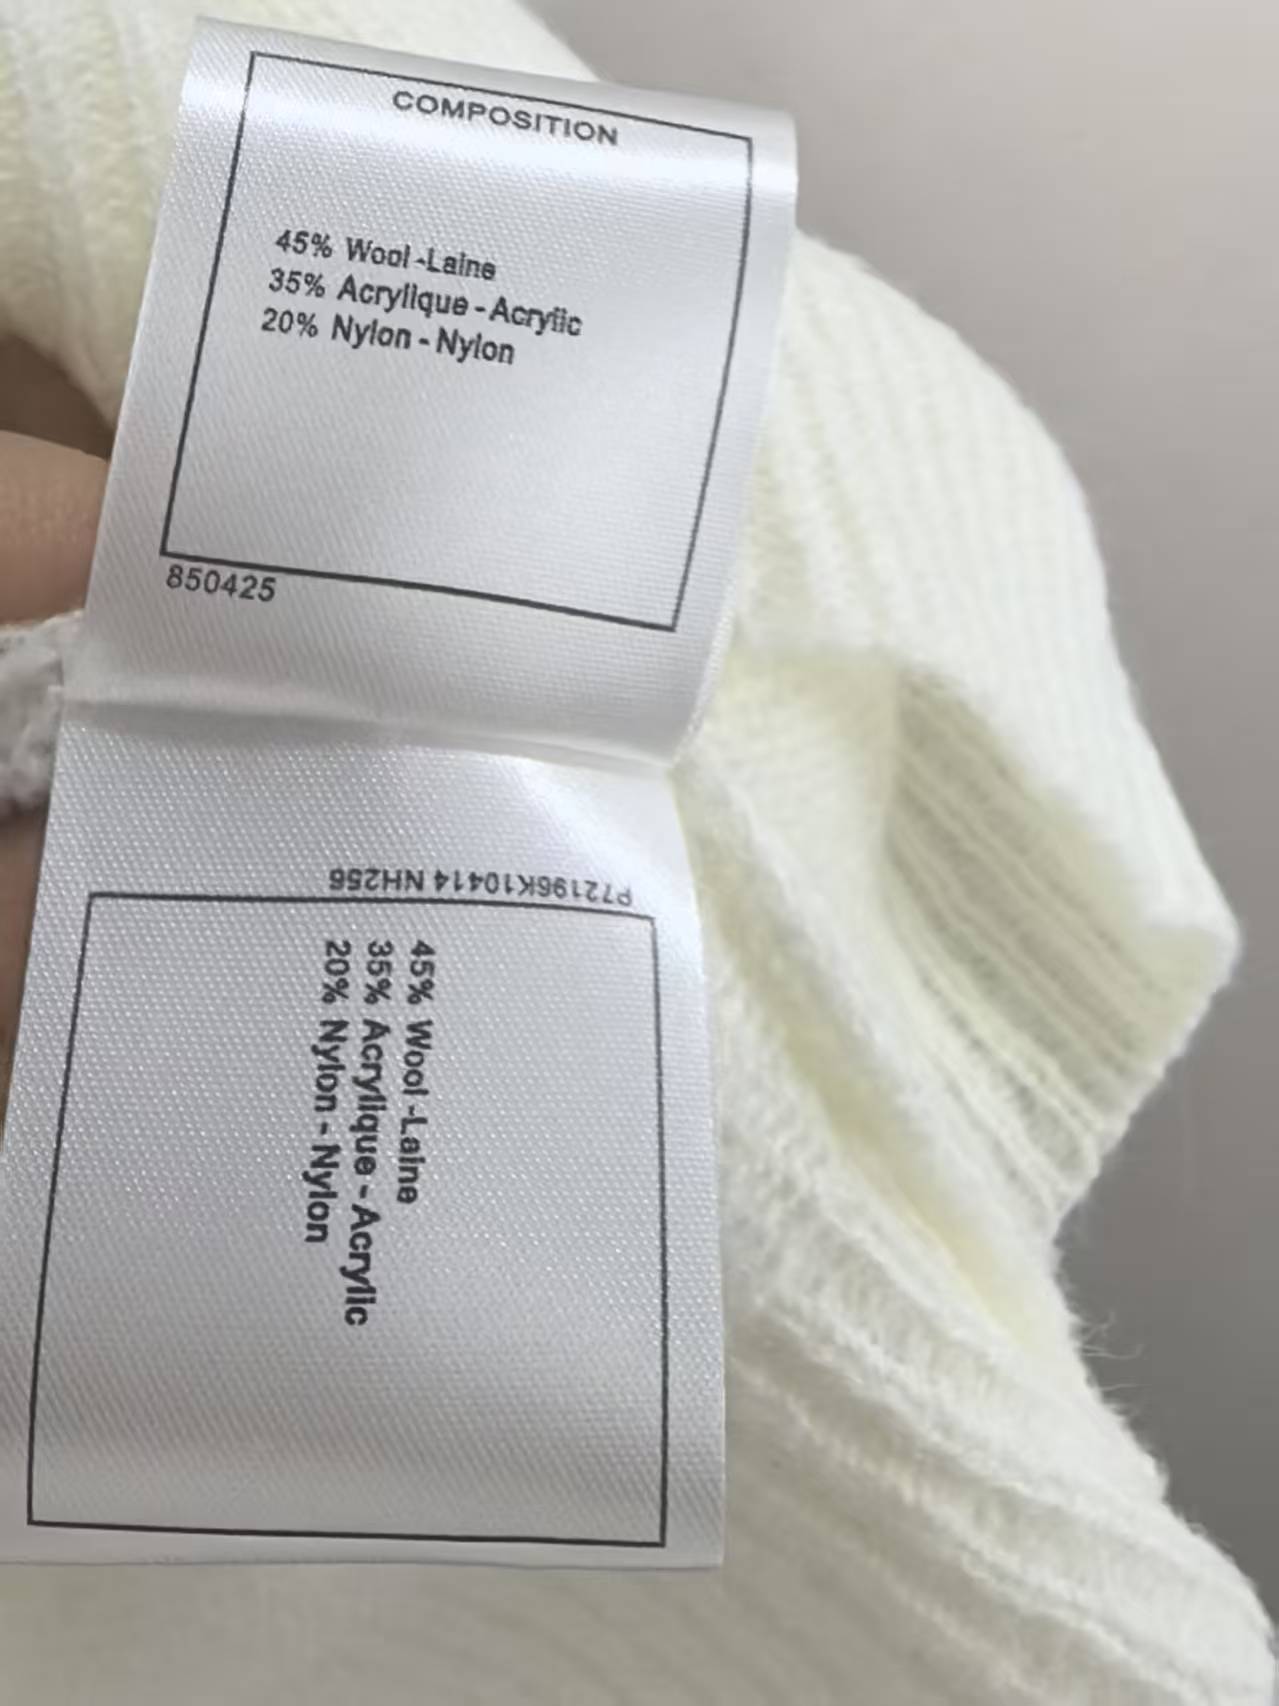 COMPOSITION
45% Wool -Laine
35% Acrylique - Acrylic
20% Nylon - Nylon
850425
P72196K10414 NH256
45% Wool -Laine
35% Acrylique - Acrylic
20% Nylon - Nylon